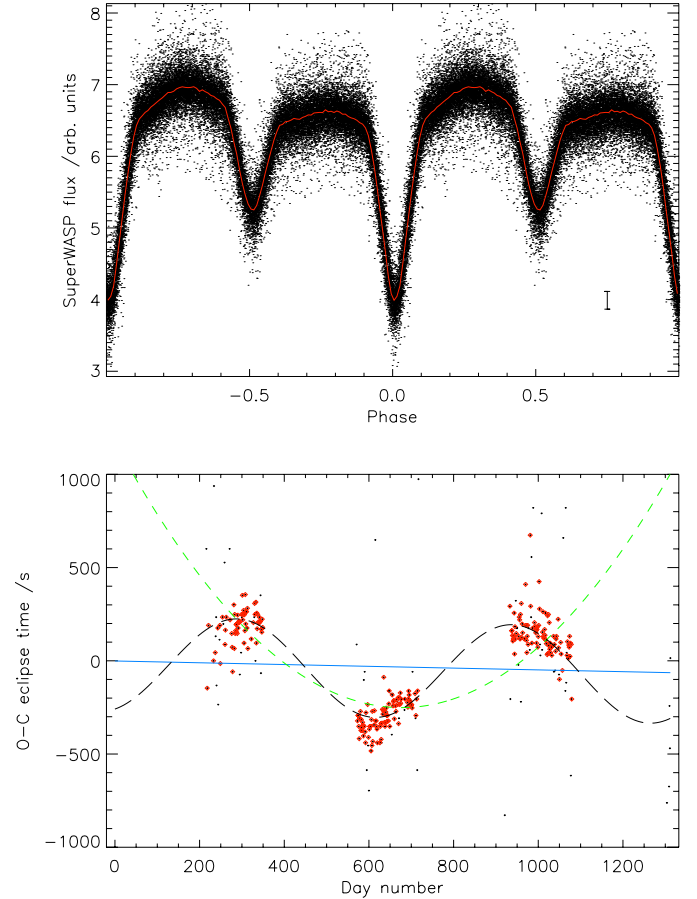 8
7
6
5
4
3
SuperWASP flux /arb. units
−0.5 0.0 0.5
Phase
1000
500
0
−500
−1000
O−C eclipse time /s
0 200 400 600 800 1000 1200
Day number